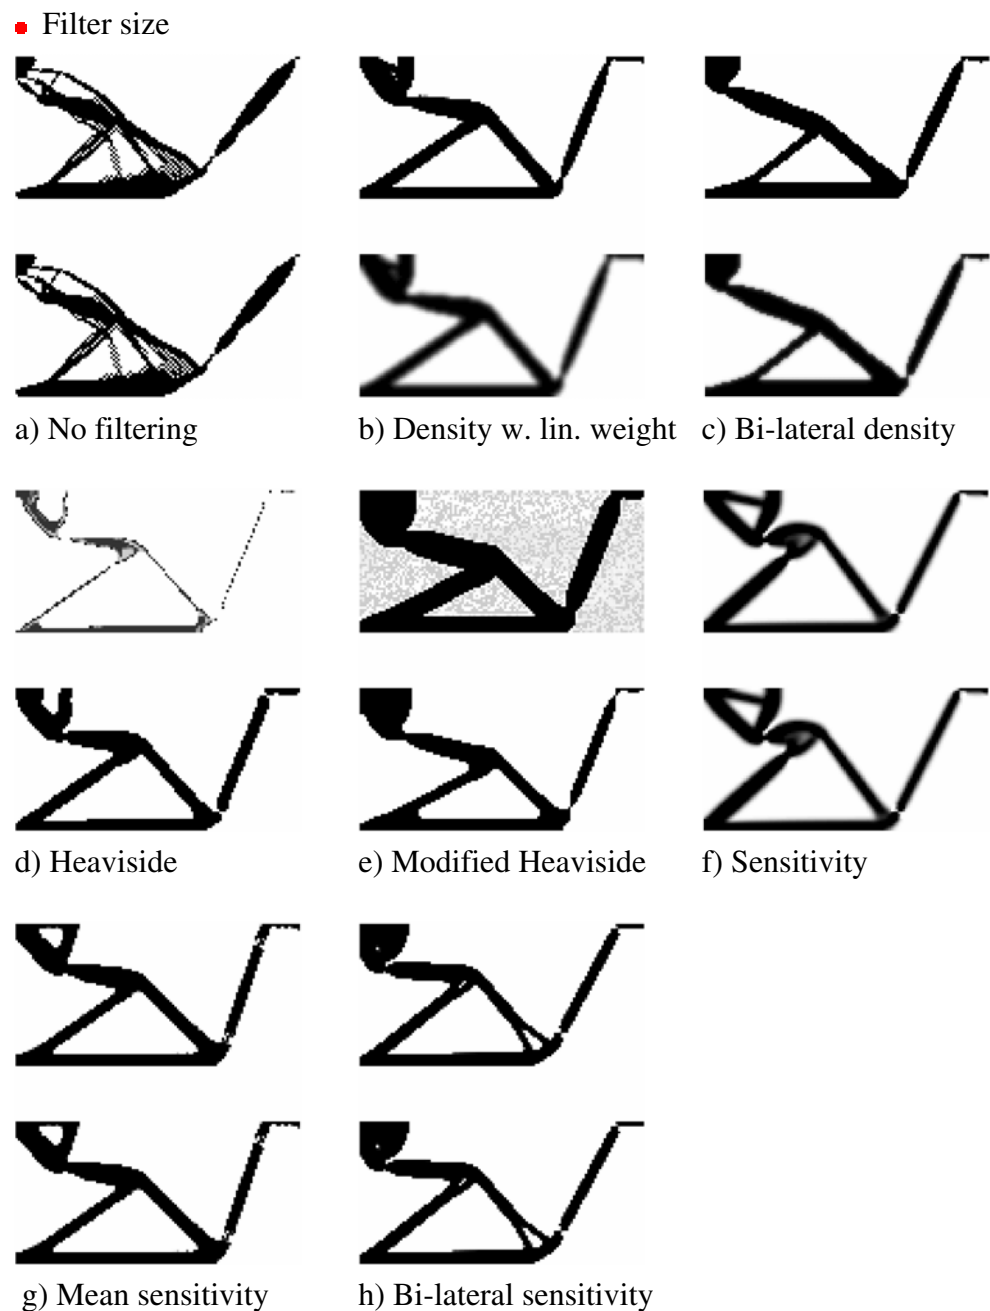 Filter size
a) No filtering
b) Density w. lin. weight
c) Bi-lateral density
d) Heaviside
e) Modified Heaviside
f) Sensitivity
g) Mean sensitivity
h) Bi-lateral sensitivity